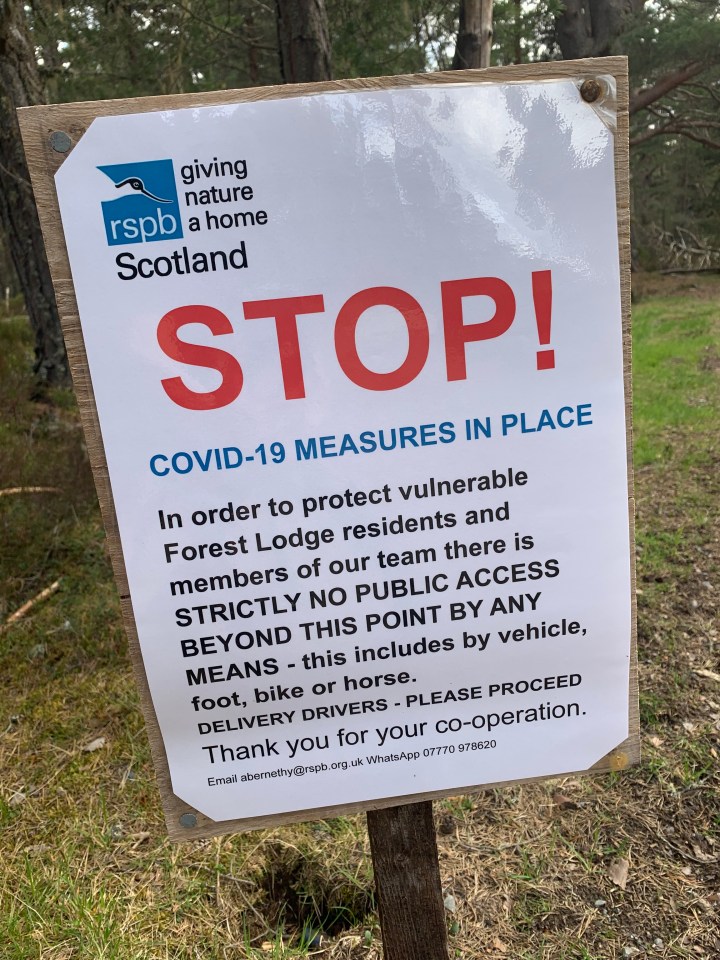 giving
nature
rspb a home
Scotland
STOP!
COVID-19 MEASURES IN PLACE
In order to protect vulnerable
Forest Lodge residents and
members of our team there is
STRICTLY NO PUBLIC ACCESS
BEYOND THIS POINT BY ANY
MEANS - this includes by vehicle,
foot, bike or horse.
DELIVERY DRIVERS - PLEASE PROCEED
Thank you for your co-operation.
Email abernethy@rspb.org.uk WhatsApp 07770 978620